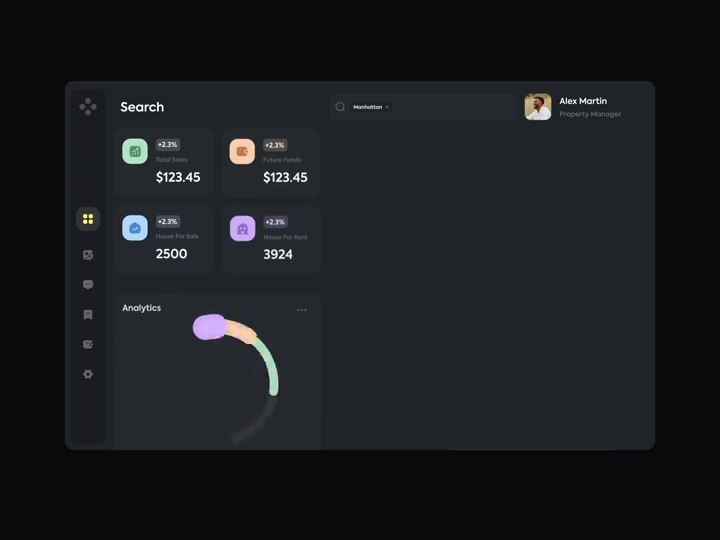 Search
Manhattan ×
Alex Martin
Property Manager
+2.3%
Total Sales
$123.45
+2.3%
Future Funds
$123.45
+2.3%
House For Sale
2500
+2.3%
House For Rent
3924
Analytics